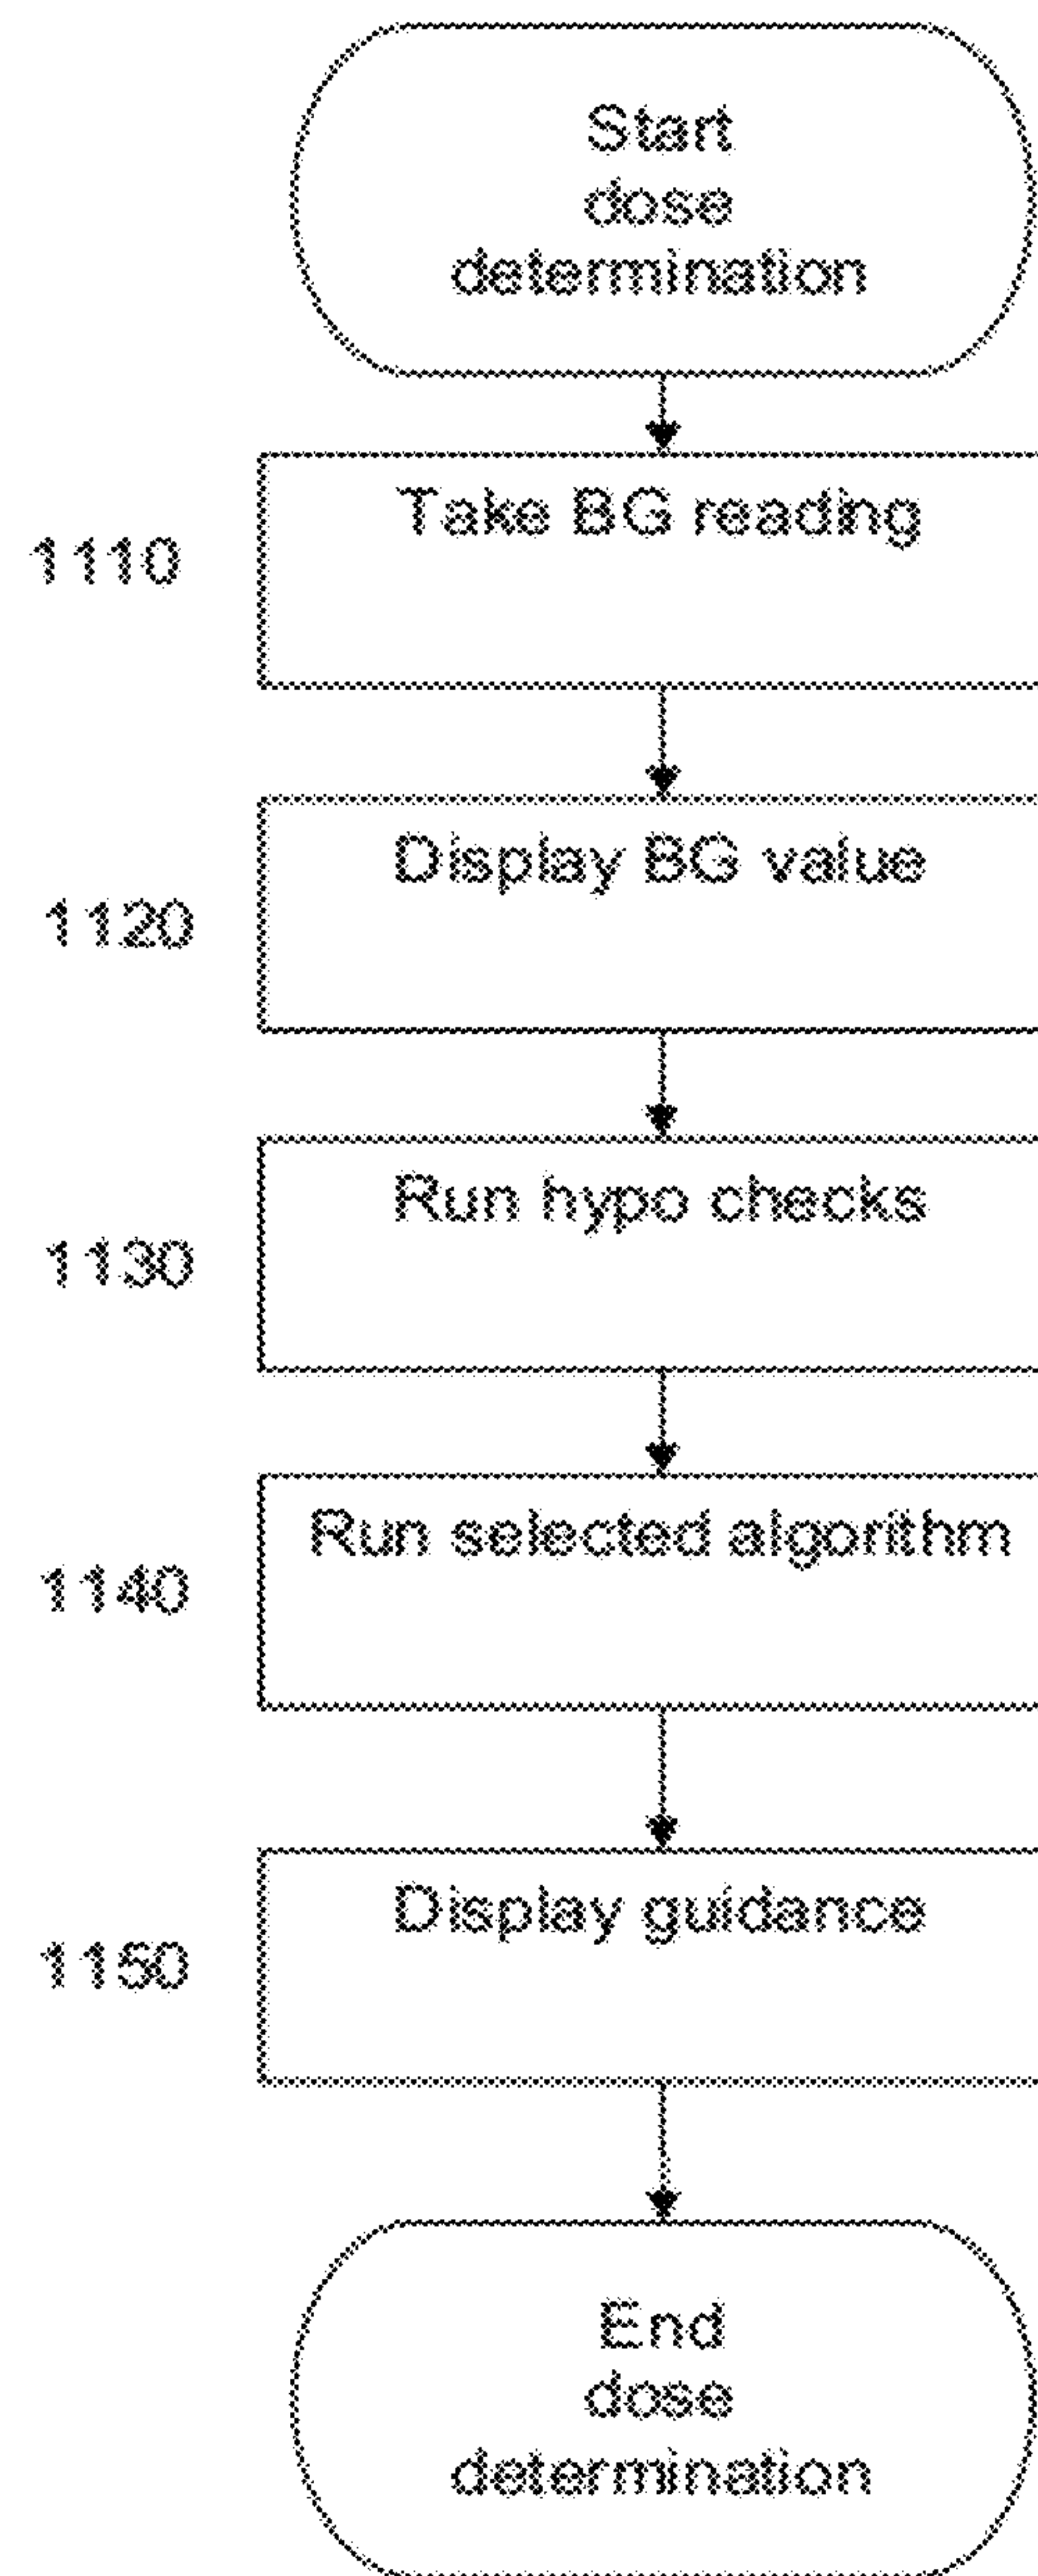 Start
dose
determination
Take BG reading
1110
Display BG value
1120
Run hypo checks
1130
Run selected algorithm
1140
Display guidance
1150
End
dose
determination